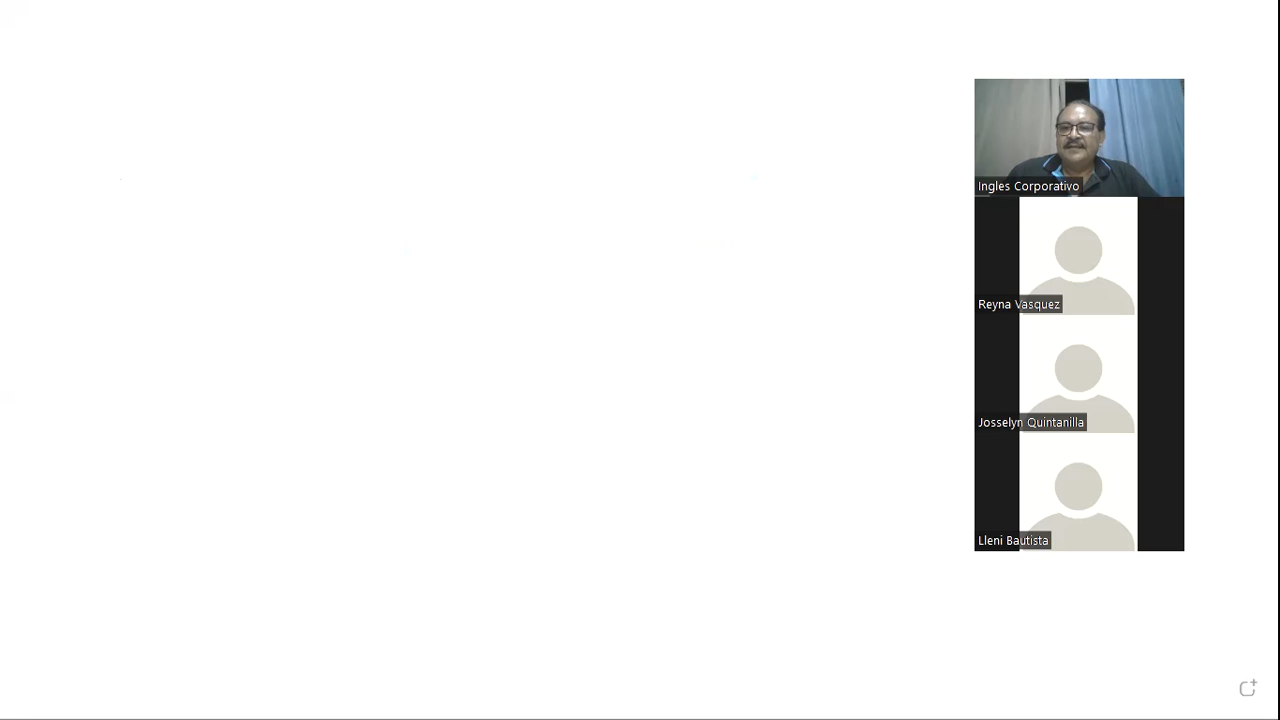 Ingles Corporativo
Reyna Vasquez
Josselyn Quintanilla
Lleni Bautista